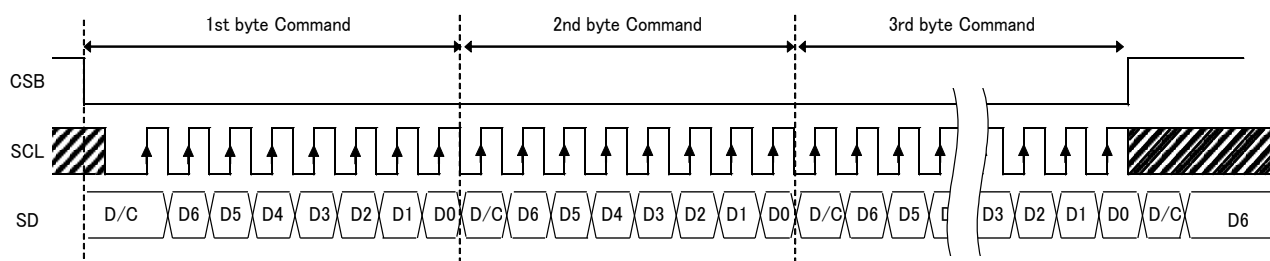 1st byte Command 2nd byte Command 3rd byte Command
CSB
SCL
SD D/C D6 D5 D4 D3 D2 D1 D0 D/C D6 D5 D4 D3 D2 D1 D0 D/C D6 D5 D3 D2 D1 D0 D/C D6